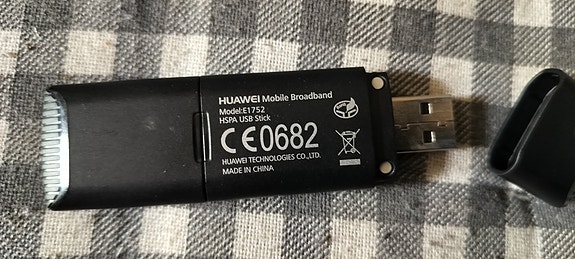 HUAWEI Mobile Broadband
Model:E1752
HSPA USB Stick
CE0682
HUAWEI TECHNOLOGIES CO.,LTD.
MADE IN CHINA